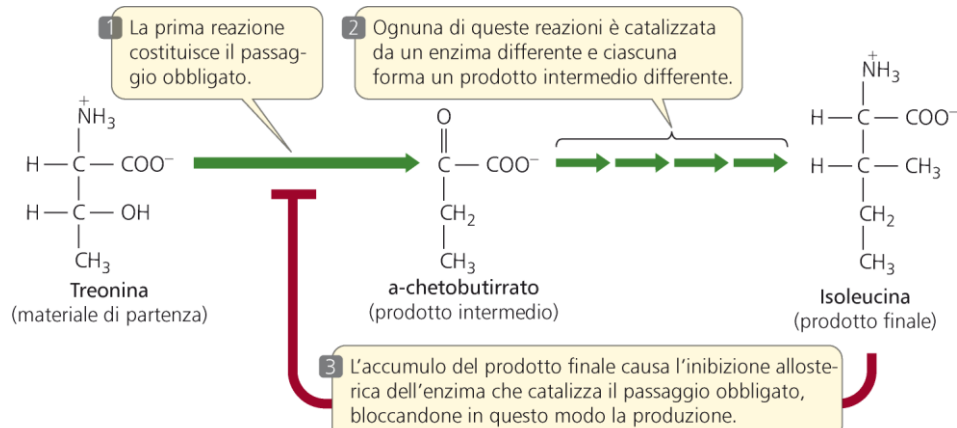 1 La prima reazione
costituisce il passag-
gio obbligato.
2 Ognuna di queste reazioni è catalizzata
da un enzima differente e ciascuna
forma un prodotto intermedio differente.
+
NH3
H—C—COO⁻
H—C—OH
CH3
Treonina
(materiale di partenza)
O
C—COO⁻
CH2
CH3
a-chetobutirrato
(prodotto intermedio)
+
NH3
H—C—COO⁻
H—C—CH3
CH2
CH3
Isoleucina
(prodotto finale)
3 L'accumulo del prodotto finale causa l'inibizione alloste-
rica dell'enzima che catalizza il passaggio obbligato,
bloccandone in questo modo la produzione.